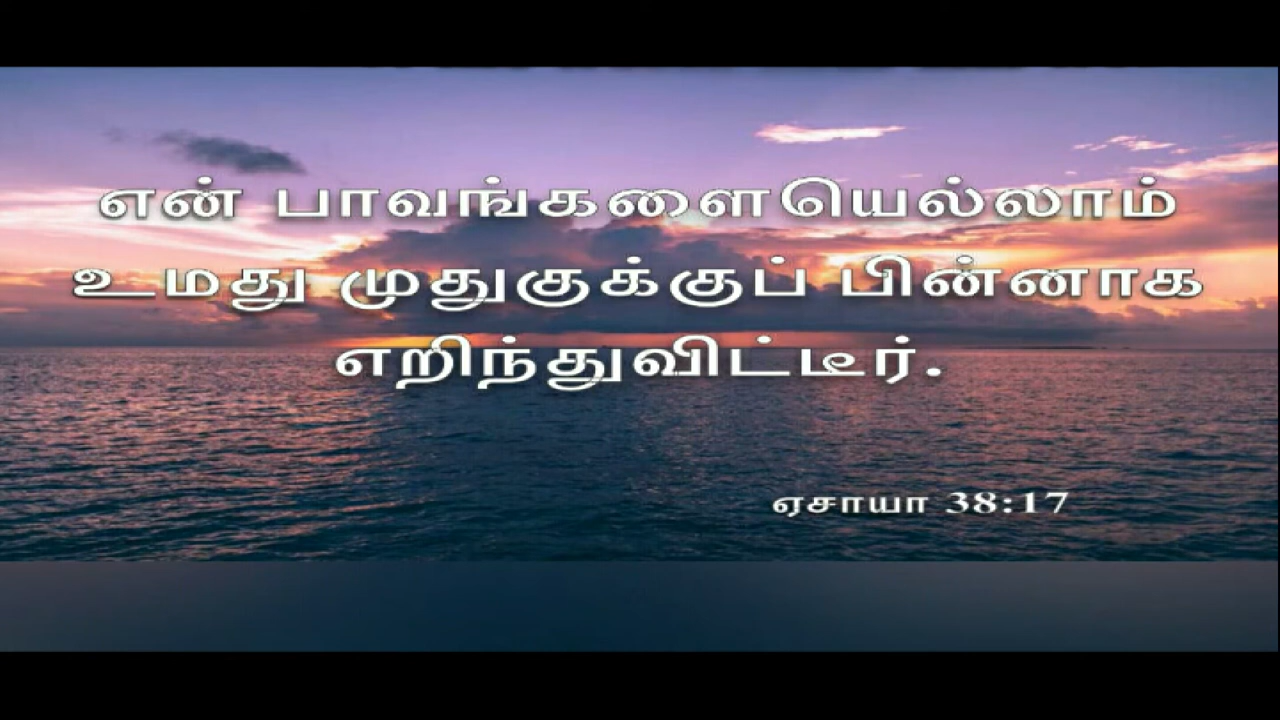 என் பாவங்களையெல்லாம்
உமது முதுகுக்குப் பின்னாக
எறிந்துவிட்டீர்.
ஏசாயா 38:17